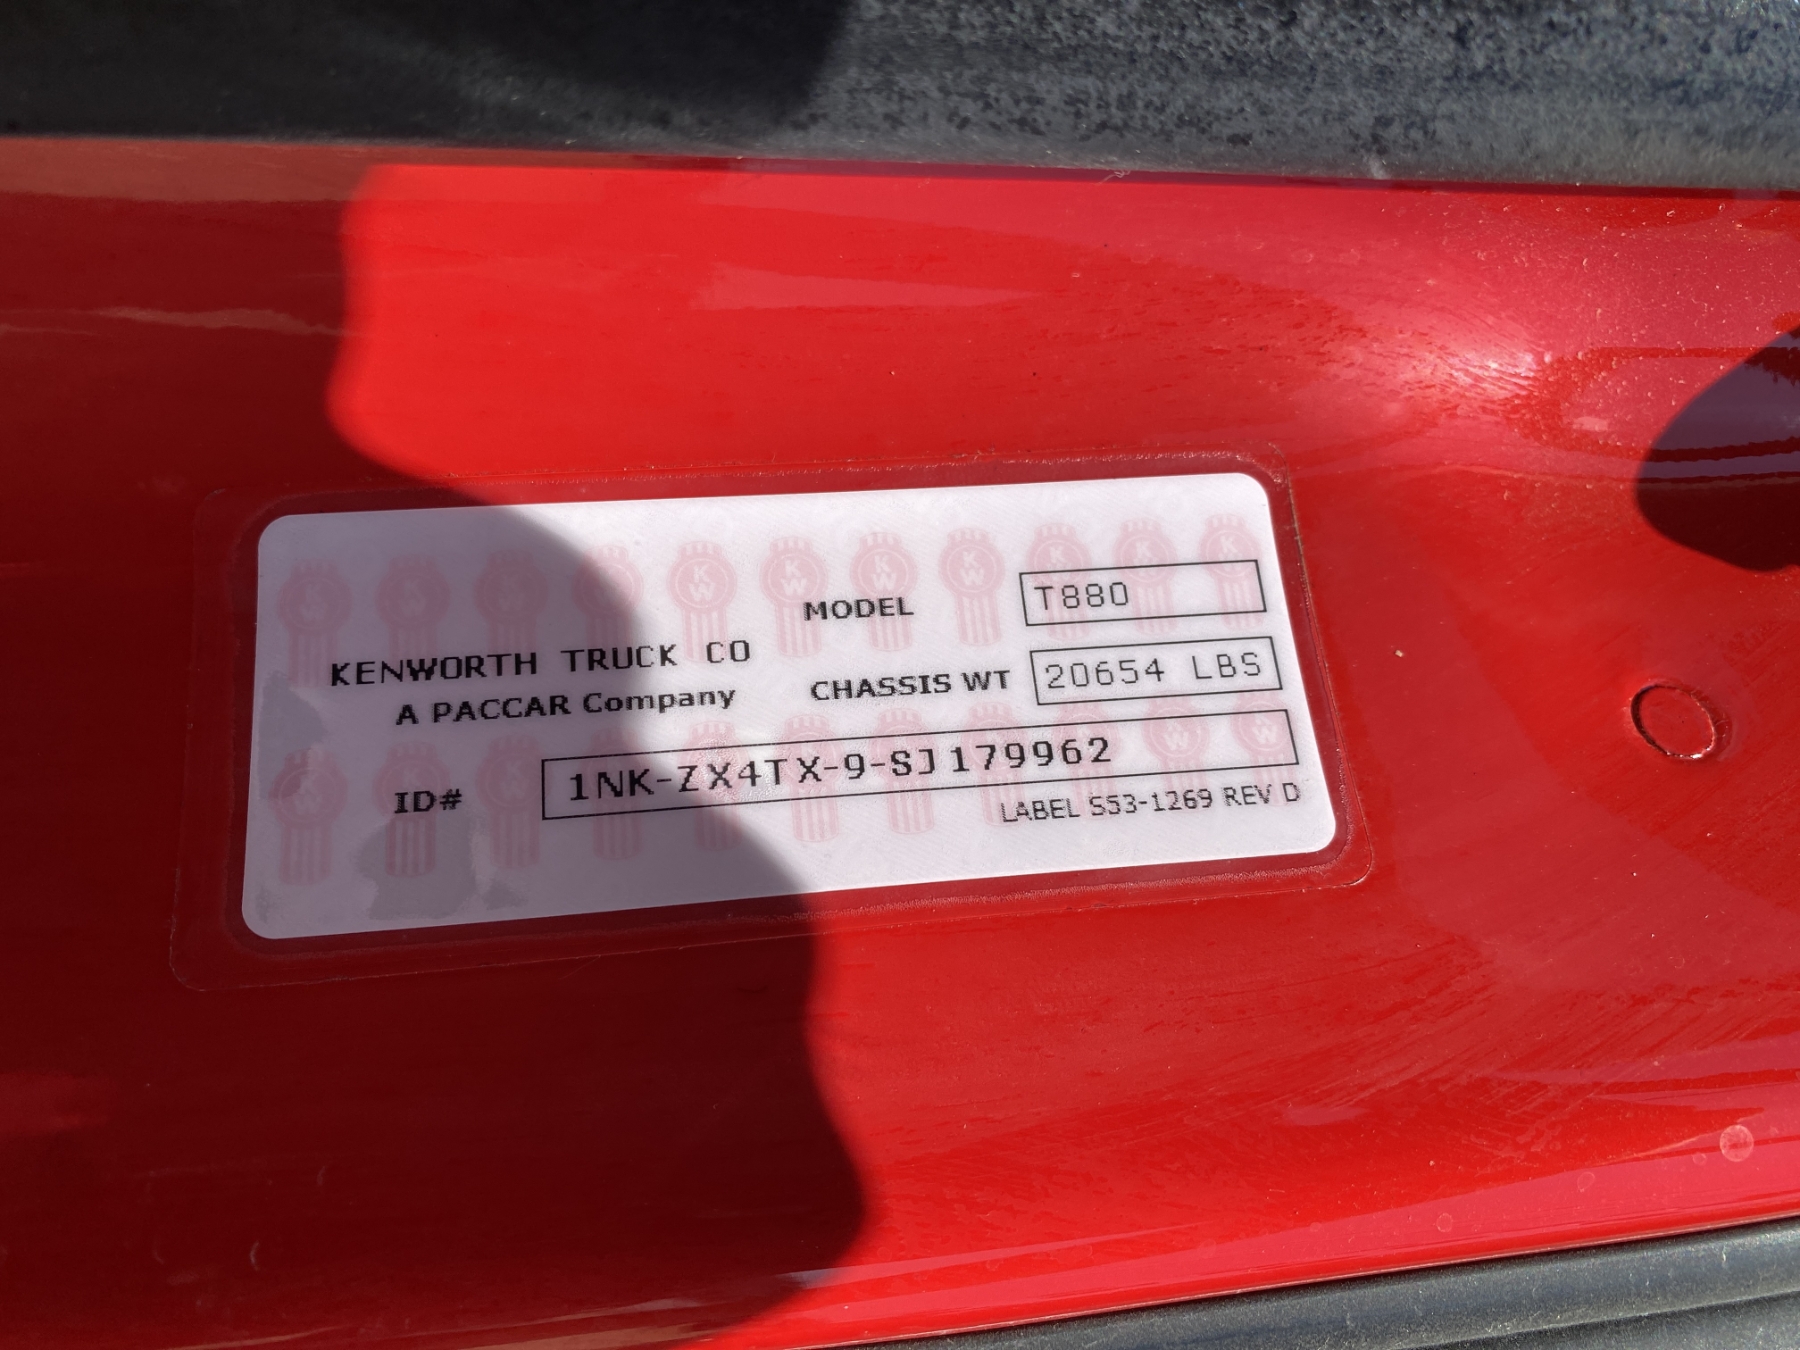 MODEL T880
KENWORTH TRUCK CO
A PACCAR Company
CHASSIS WT 20654 LBS
ID# 1NK-ZX4TX-9-SJ179962
LABEL S53-1269 REV D